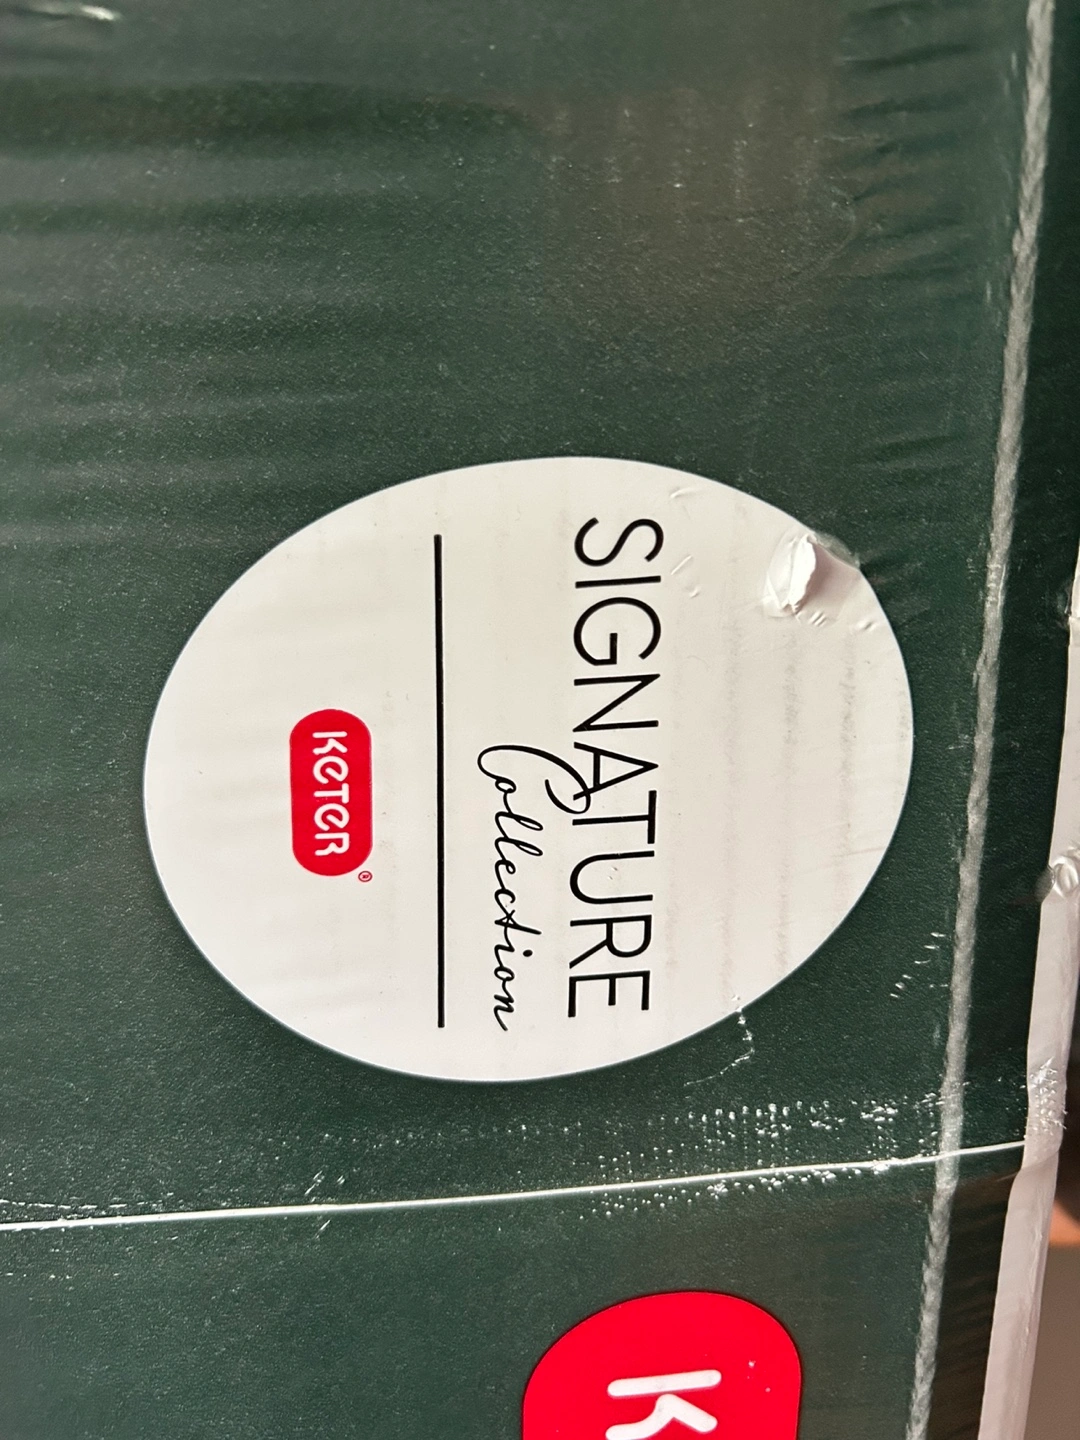 SIGNATURE
Collection
KETER®
K